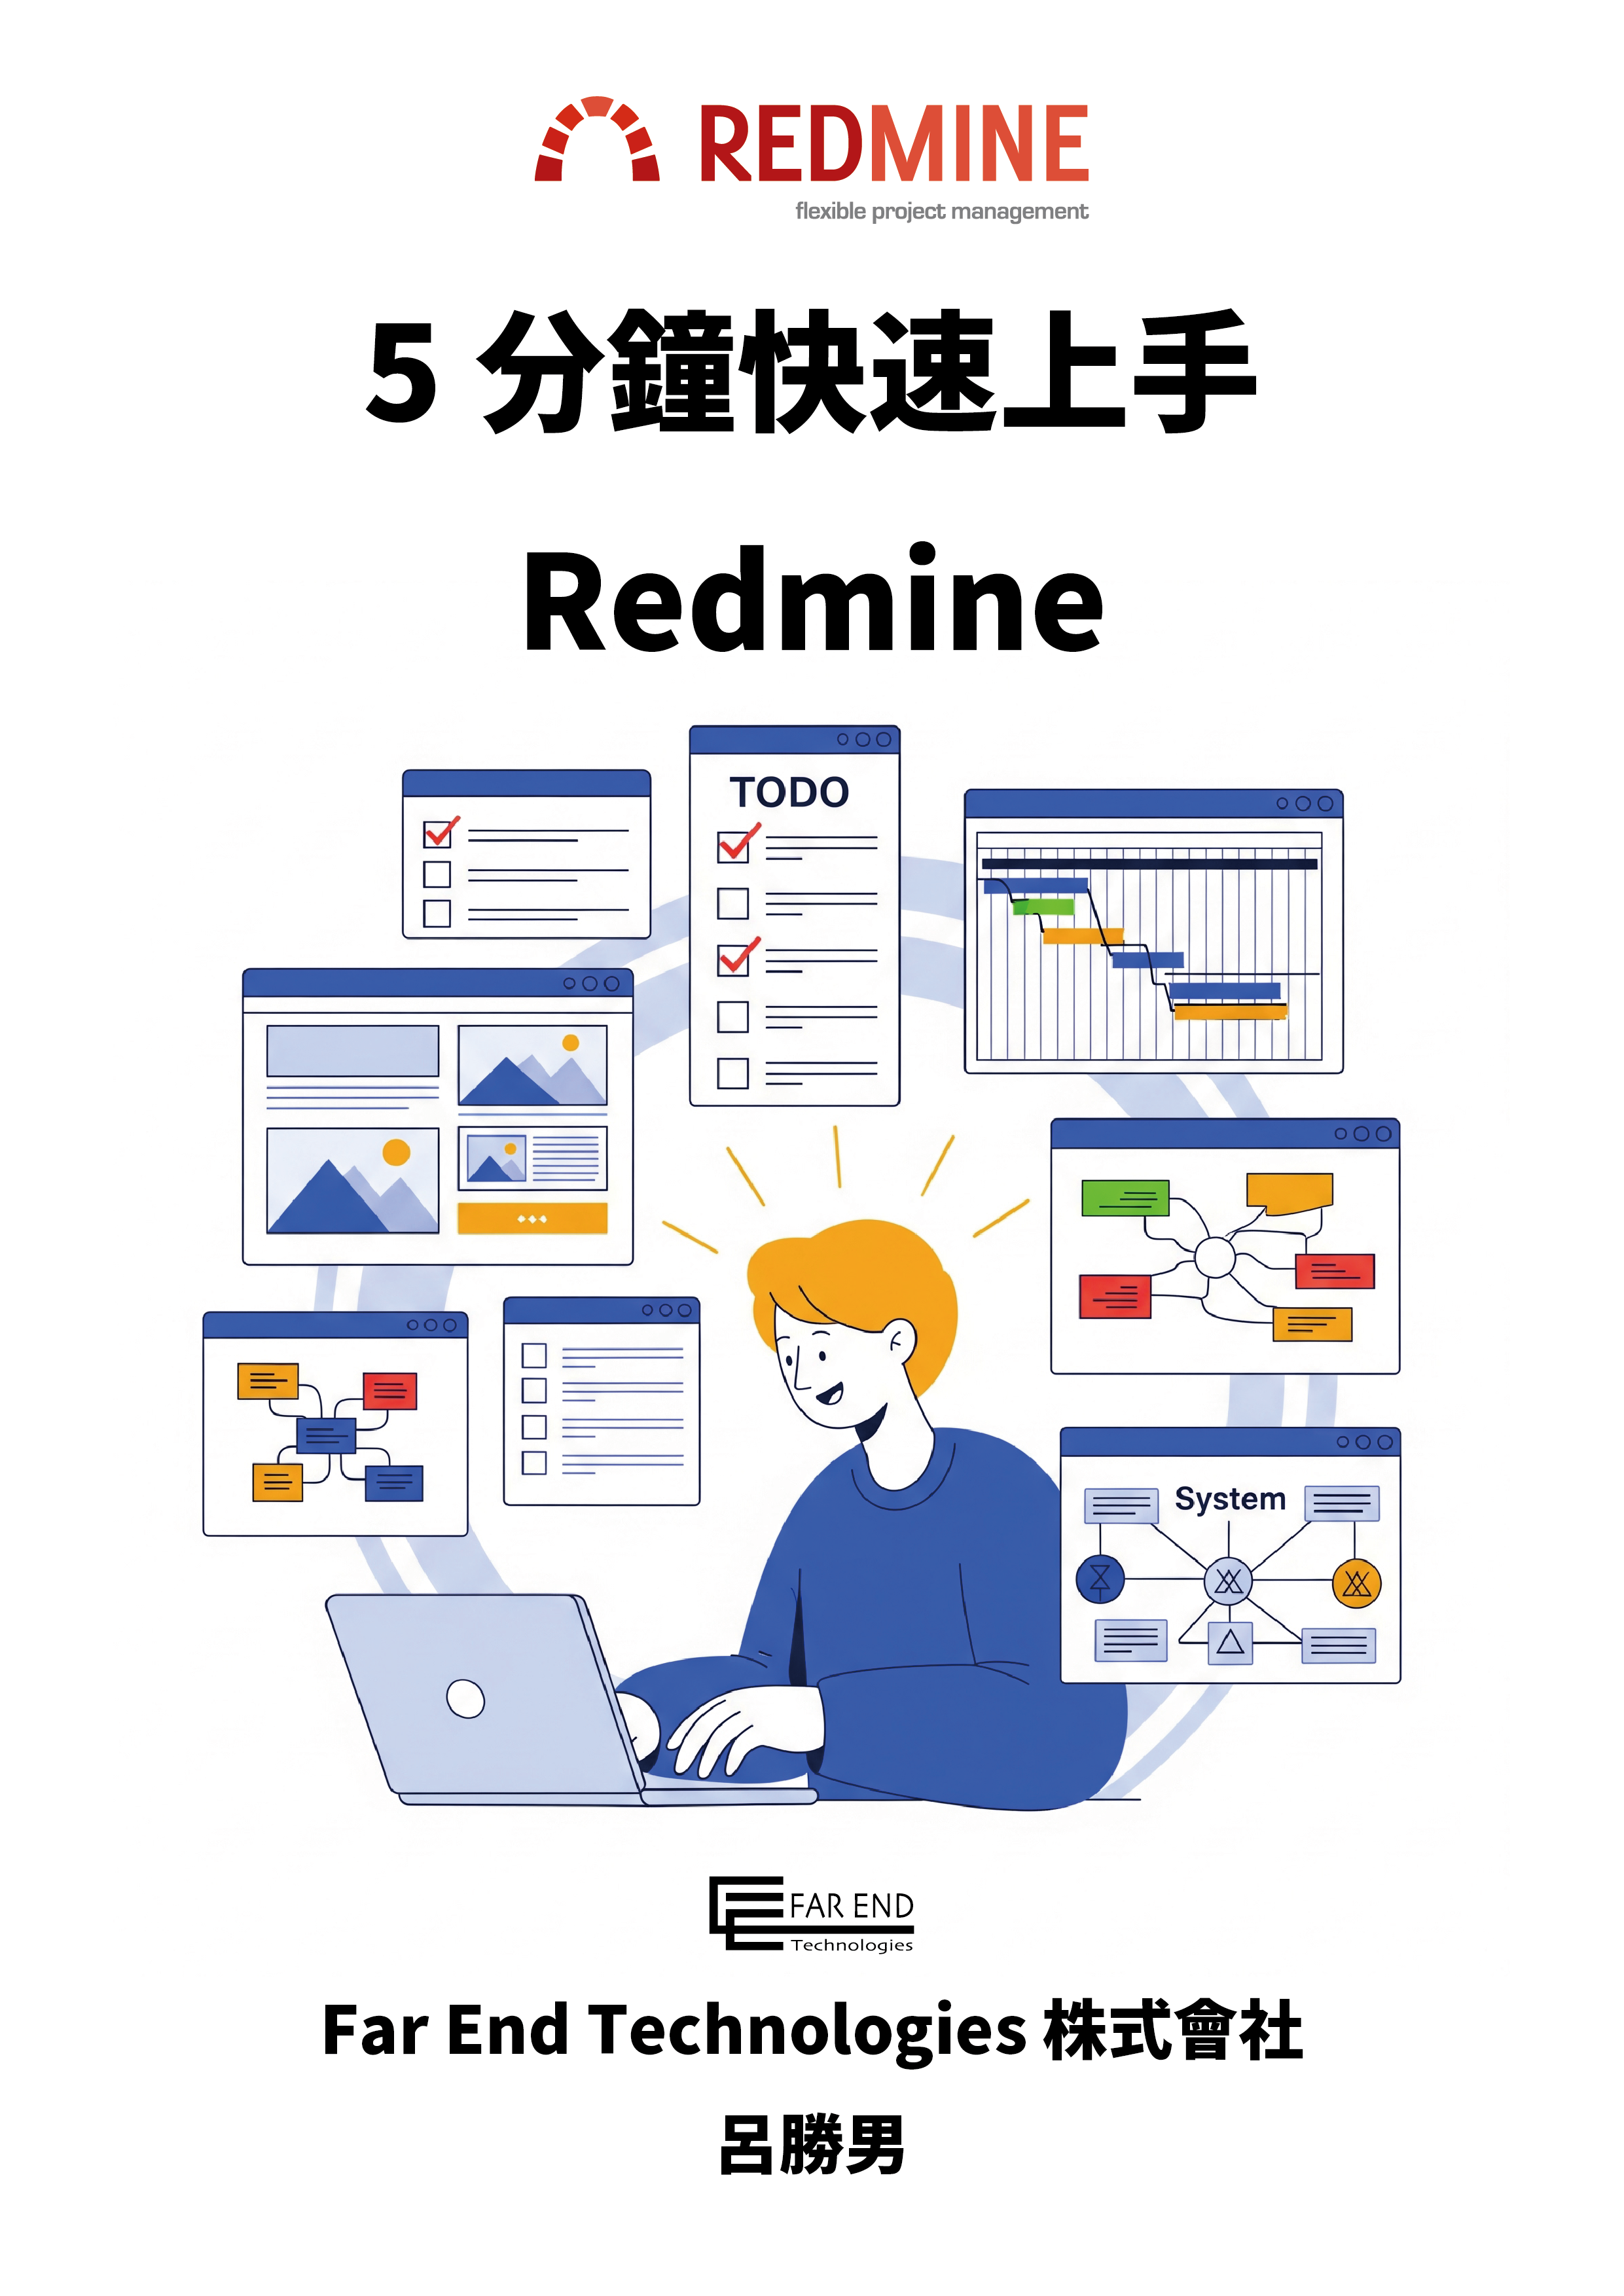 REDMINE
flexible project management
5 分鐘快速上手
Redmine
TODO
System
FAR END
Technologies
Far End Technologies 株式會社
呂勝男